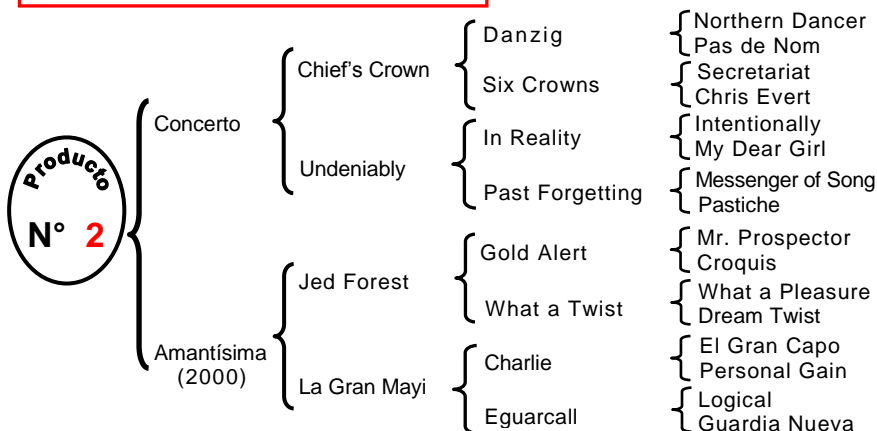 Producto
N° 2
Concerto
Amantísima
(2000)
Chief's Crown
Undeniably
Jed Forest
La Gran Mayi
Danzig
Six Crowns
In Reality
Past Forgetting
Gold Alert
What a Twist
Charlie
Eguarcall
Northern Dancer
Pas de Nom
Secretariat
Chris Evert
Intentionally
My Dear Girl
Messenger of Song
Pastiche
Mr. Prospector
Croquis
What a Pleasure
Dream Twist
El Gran Capo
Personal Gain
Logical
Guardia Nueva